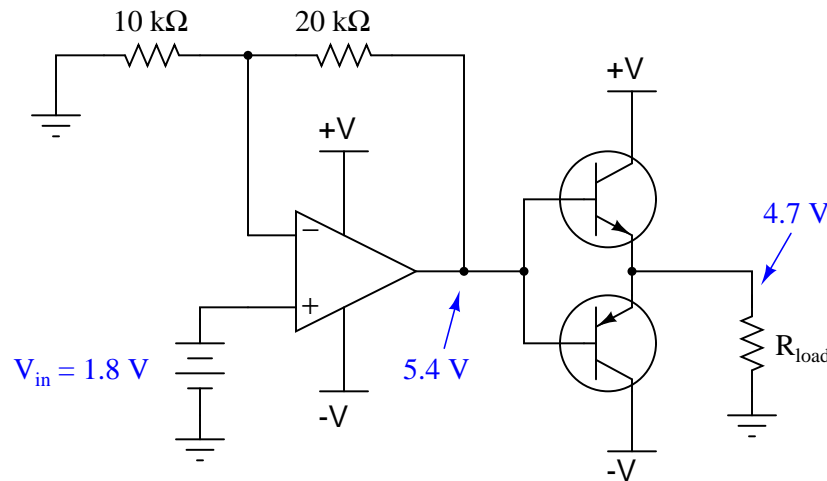 10 kΩ
20 kΩ
+V
+V
−
+
4.7 V
V_in = 1.8 V
5.4 V
R_load
-V
-V